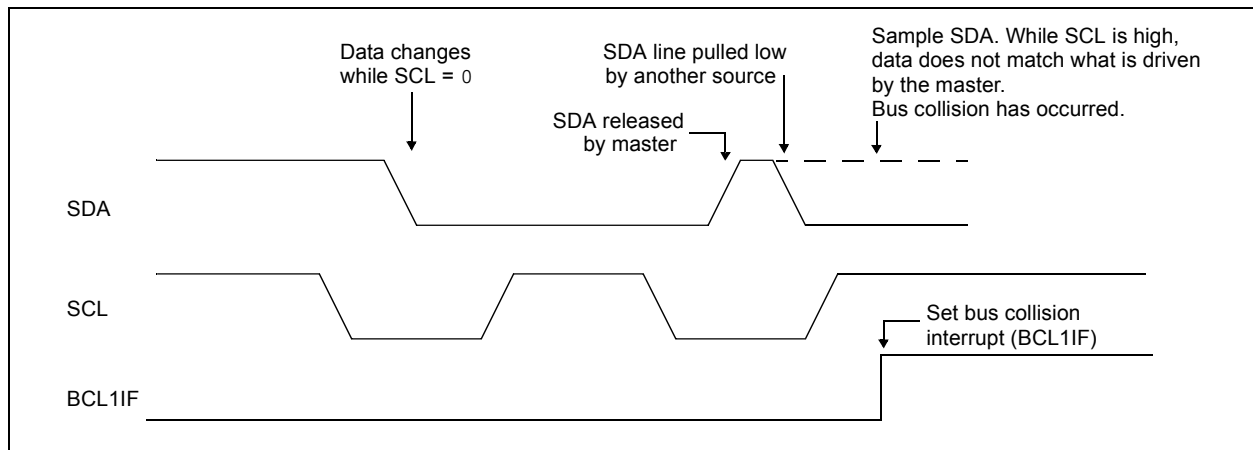 Data changes
while SCL = 0
SDA line pulled low
by another source
Sample SDA. While SCL is high,
data does not match what is driven
by the master.
Bus collision has occurred.
SDA released
by master
SDA
SCL
Set bus collision
interrupt (BCL1IF)
BCL1IF